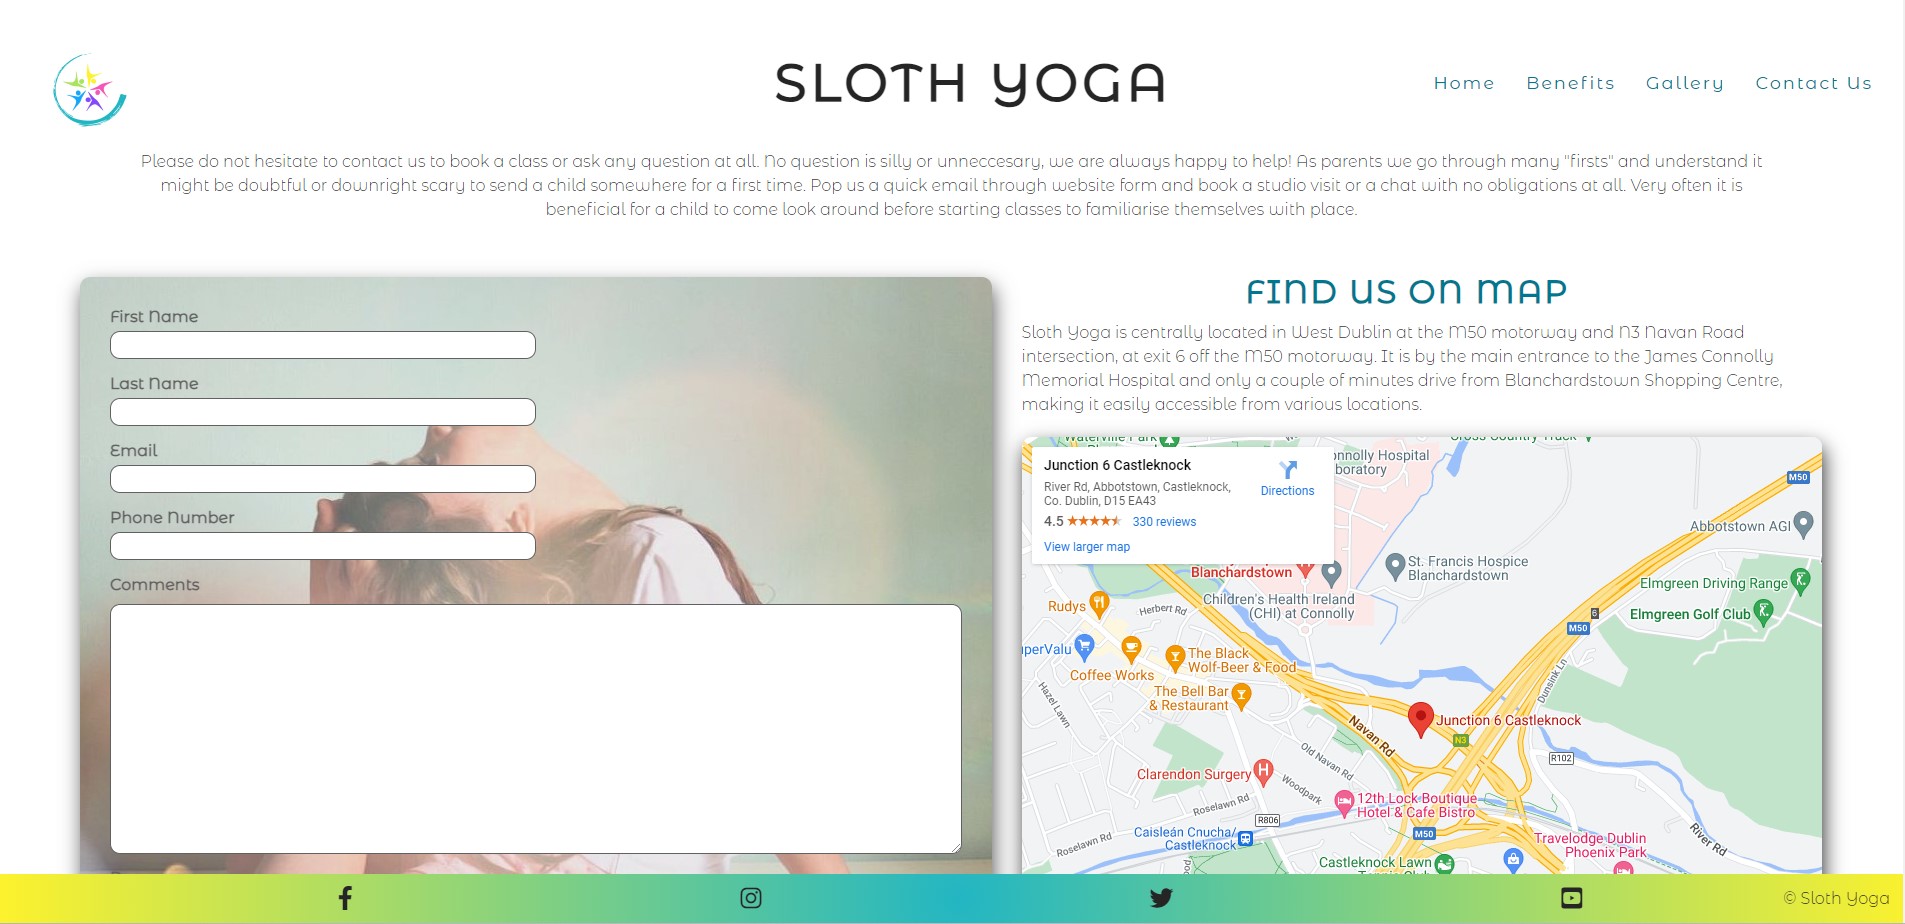 SLOTH YOGA
Home Benefits Gallery Contact Us
Please do not hesitate to contact us to book a class or ask any question at all. No question is silly or unneccesary, we are always happy to help! As parents we go through many "firsts" and understand it
might be doubtful or downright scary to send a child somewhere for a first time. Pop us a quick email through website form and book a studio visit or a chat with no obligations at all. Very often it is
beneficial for a child to come look around before starting classes to familiarise themselves with place.
First Name
Last Name
Email
Phone Number
Comments
FIND US ON MAP
Sloth Yoga is centrally located in West Dublin at the M50 motorway and N3 Navan Road
intersection, at exit 6 off the M50 motorway. It is by the main entrance to the James Connolly
Memorial Hospital and only a couple of minutes drive from Blanchardstown Shopping Centre,
making it easily accessible from various locations.
Waterville Park
Cross Country Track
Junction 6 Castleknock
River Rd, Abbotstown, Castleknock,
Co. Dublin, D15 EA43
4.5 330 reviews
View larger map
Directions
onnolly Hospital
boratory
M50
Abbotstown AGI
St. Francis Hospice
Blanchardstown
Blanchardstown
Children's Health Ireland
(CHI) at Connolly
Elmgreen Driving Range
Elmgreen Golf Club
Rudys
Herbert Rd
6
M50
uperValu
Coffee Works
The Black
Wolf-Beer & Food
The Bell Bar
& Restaurant
Hazel Lawn
Dunsink Ln
Navan Rd
Junction 6 Castleknock
N3
Old Navan Rd
R102
Clarendon Surgery
Woodpark
12th Lock Boutique
Hotel & Cafe Bistro
Roselawn Rd
R806
M50
Caisleán Cnucha/
Castleknock
Roselawn Rd
Travelodge Dublin
Phoenix Park
River Rd
Castleknock Lawn
© Sloth Yoga